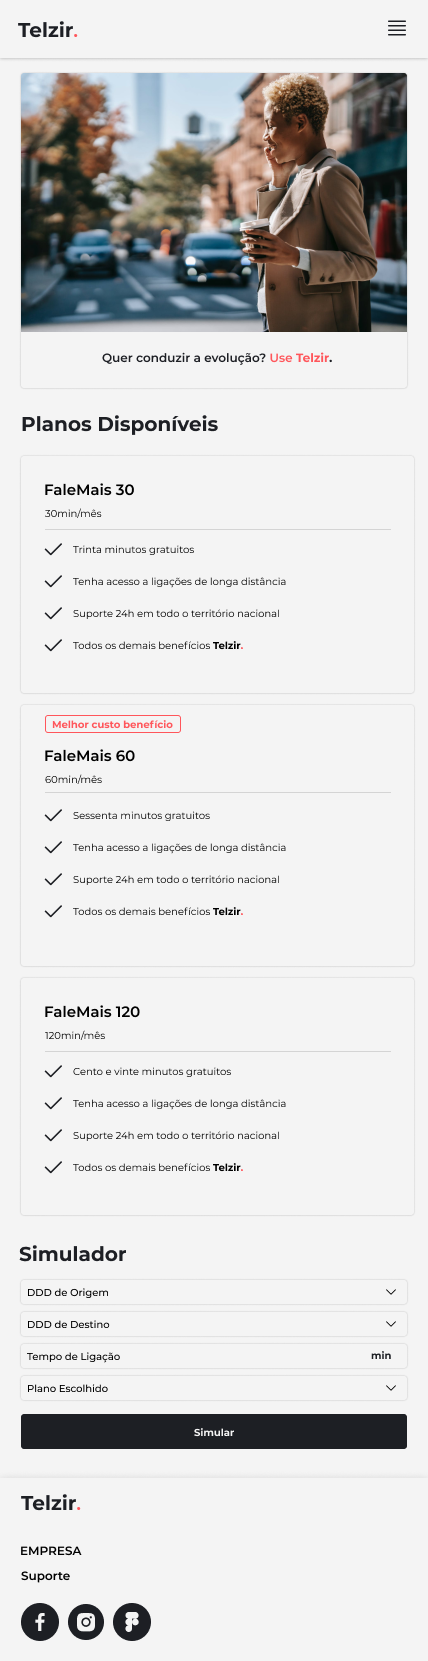 Telzir.
Quer conduzir a evolução? Use Telzir.
Planos Disponíveis
FaleMais 30
30min/mês
Trinta minutos gratuitos
Tenha acesso a ligações de longa distância
Suporte 24h em todo o território nacional
Todos os demais benefícios Telzir.
Melhor custo benefício
FaleMais 60
60min/mês
Sessenta minutos gratuitos
Tenha acesso a ligações de longa distância
Suporte 24h em todo o território nacional
Todos os demais benefícios Telzir.
FaleMais 120
120min/mês
Cento e vinte minutos gratuitos
Tenha acesso a ligações de longa distância
Suporte 24h em todo o território nacional
Todos os demais benefícios Telzir.
Simulador
DDD de Origem
DDD de Destino
Tempo de Ligação min
Plano Escolhido
Simular
Telzir.
EMPRESA
Suporte